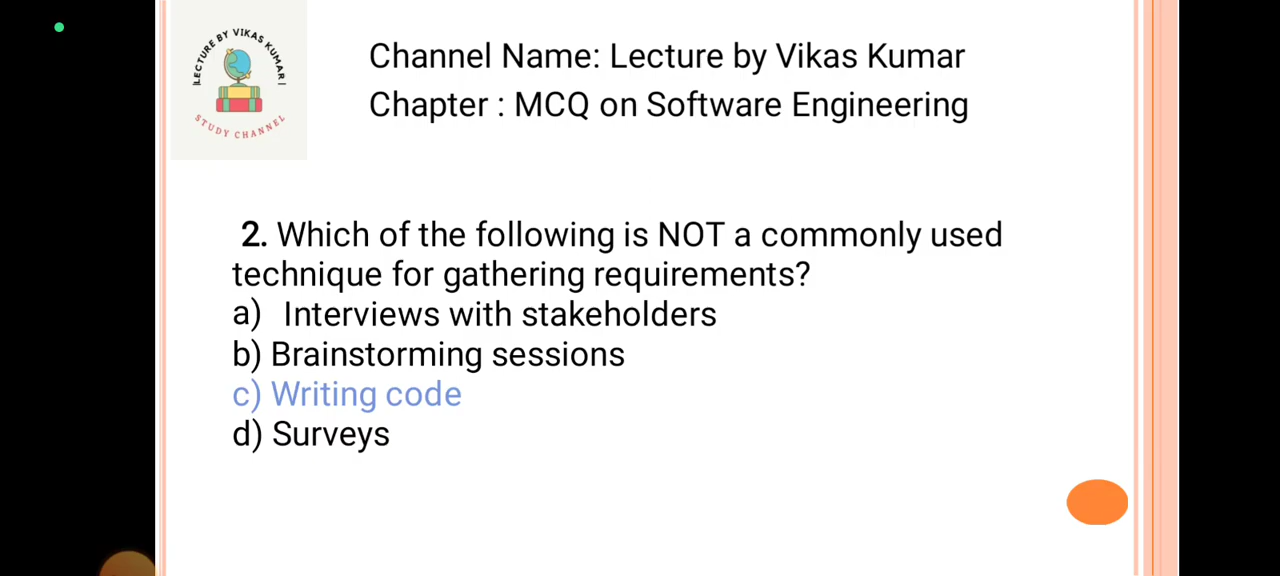 LECTURE BY VIKAS KUMAR
STUDY CHANNEL
Channel Name: Lecture by Vikas Kumar
Chapter : MCQ on Software Engineering
2. Which of the following is NOT a commonly used
technique for gathering requirements?
a) Interviews with stakeholders
b) Brainstorming sessions
c) Writing code
d) Surveys